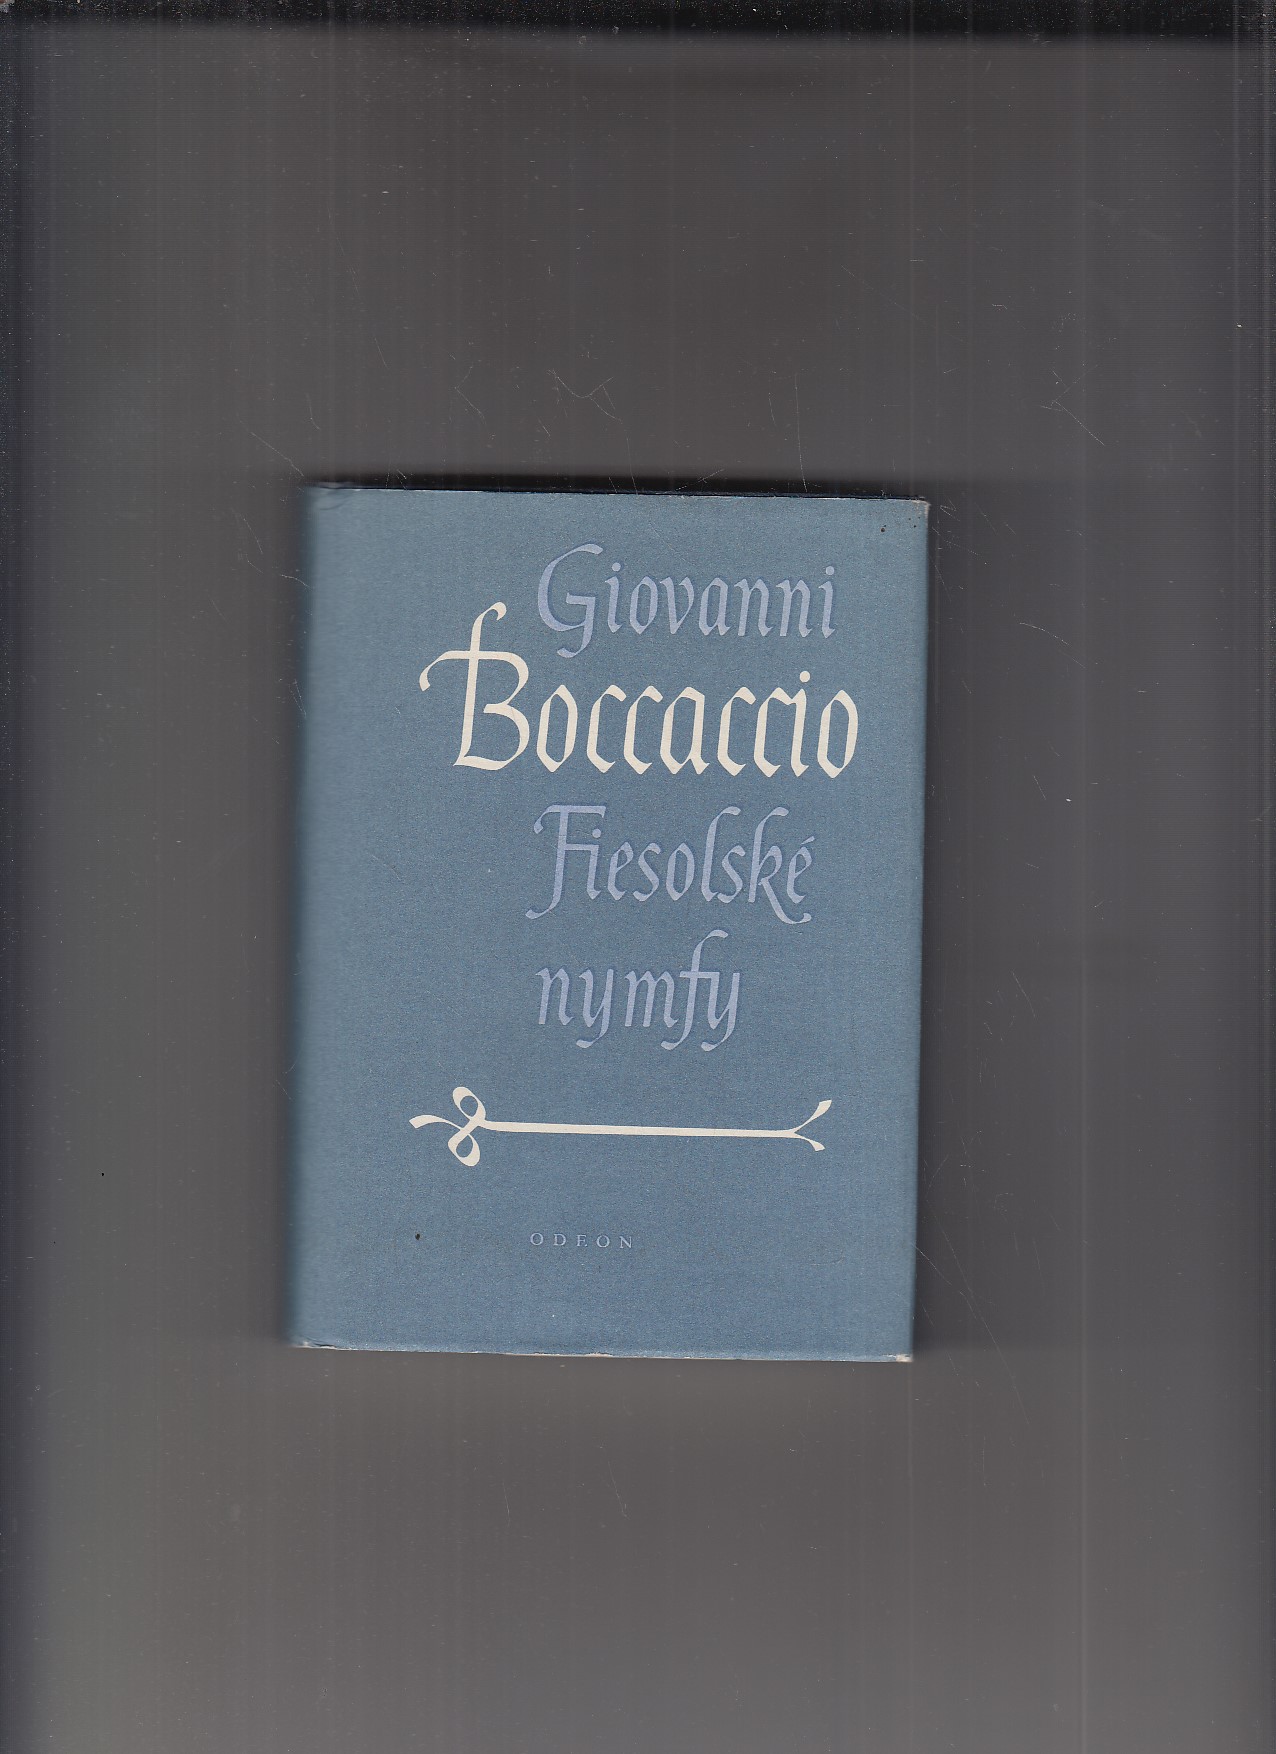 Giovanni
Boccaccio
Fiesolské
nymfy
ODEON